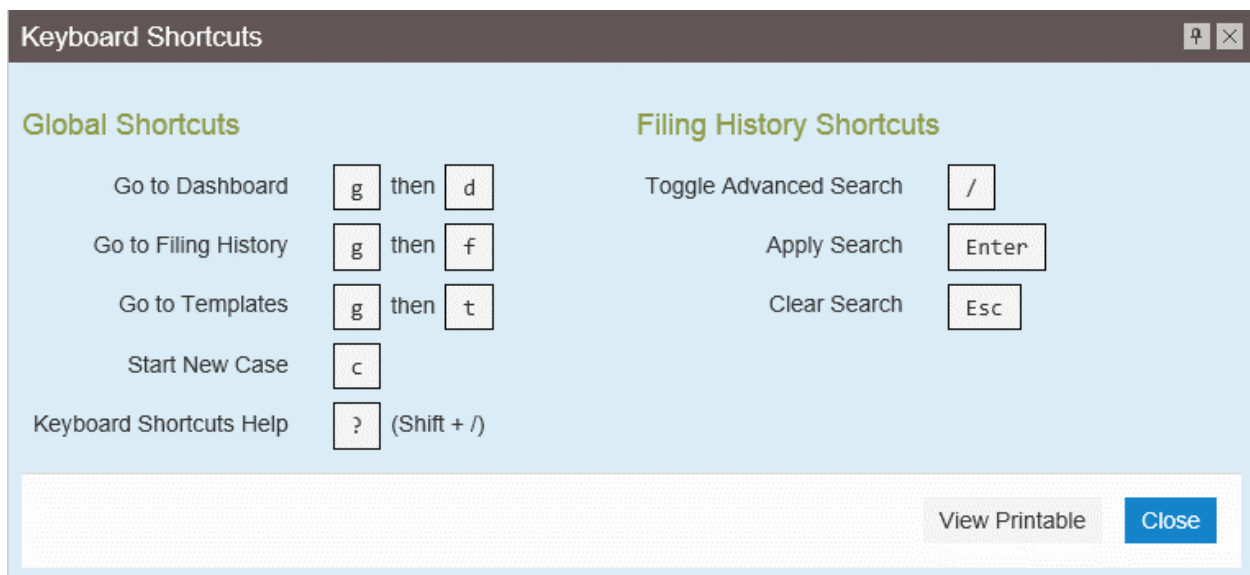 Keyboard Shortcuts
Global Shortcuts
Go to Dashboard g then d
Go to Filing History g then f
Go to Templates g then t
Start New Case c
Keyboard Shortcuts Help ? (Shift + /)
Filing History Shortcuts
Toggle Advanced Search /
Apply Search Enter
Clear Search Esc
View Printable Close